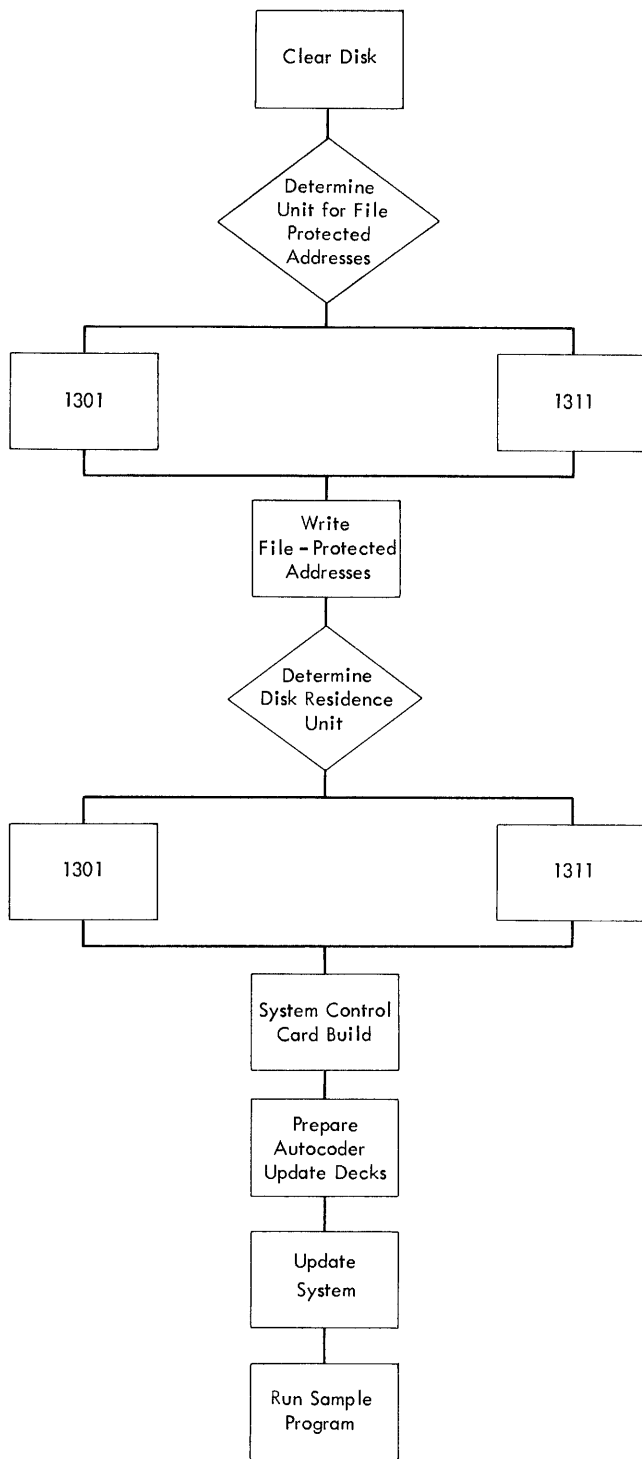 Clear Disk
Determine
Unit for File
Protected
Addresses
1301
1311
Write
File - Protected
Addresses
Determine
Disk Residence
Unit
1301
1311
System Control
Card Build
Prepare
Autocoder
Update Decks
Update
System
Run Sample
Program